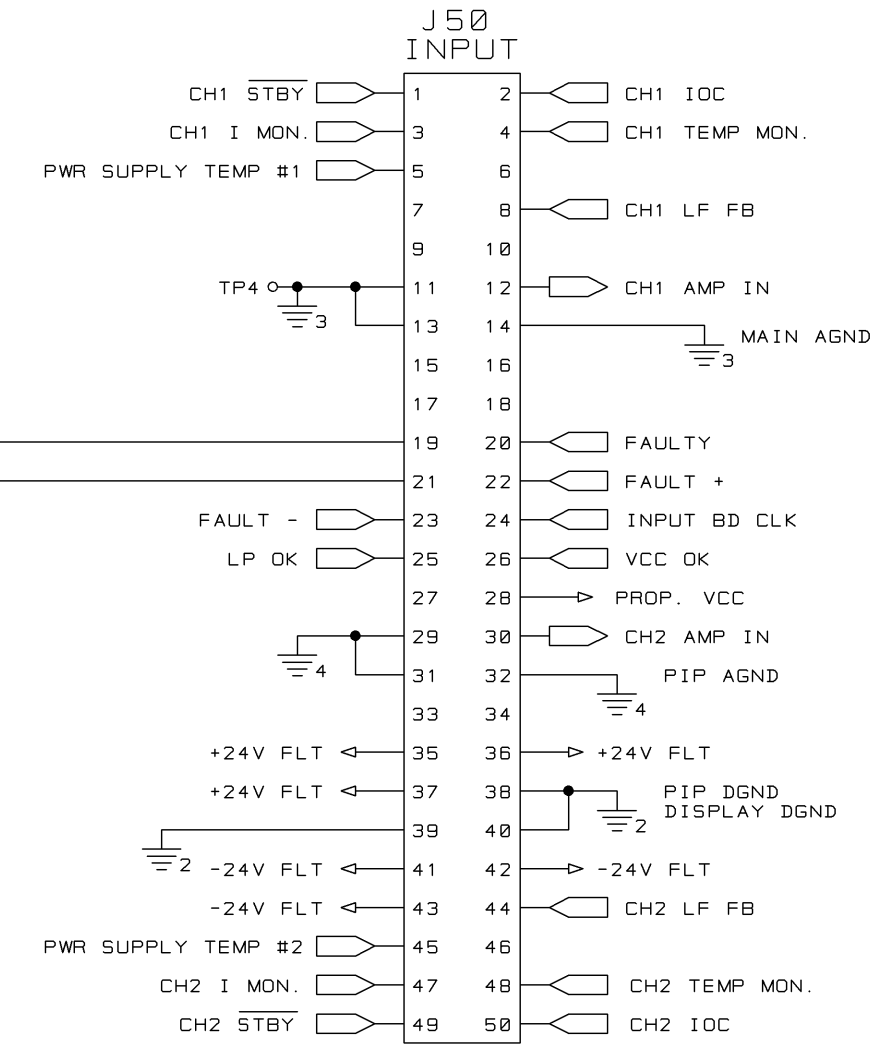 J50
INPUT
CH1 STBY 1 2 CH1 IOC
CH1 I MON. 3 4 CH1 TEMP MON.
PWR SUPPLY TEMP #1 5 6
7 8 CH1 LF FB
9 10
TP4 11 12 CH1 AMP IN
3 13 14 MAIN AGND
3
15 16
17 18
19 20 FAULTY
21 22 FAULT +
FAULT - 23 24 INPUT BD CLK
LP OK 25 26 VCC OK
27 28 PROP. VCC
29 30 CH2 AMP IN
4 31 32 PIP AGND
4
33 34
+24V FLT 35 36 +24V FLT
+24V FLT 37 38 PIP DGND
2 DISPLAY DGND
39 40
2
-24V FLT 41 42 -24V FLT
-24V FLT 43 44 CH2 LF FB
PWR SUPPLY TEMP #2 45 46
CH2 I MON. 47 48 CH2 TEMP MON.
CH2 STBY 49 50 CH2 IOC